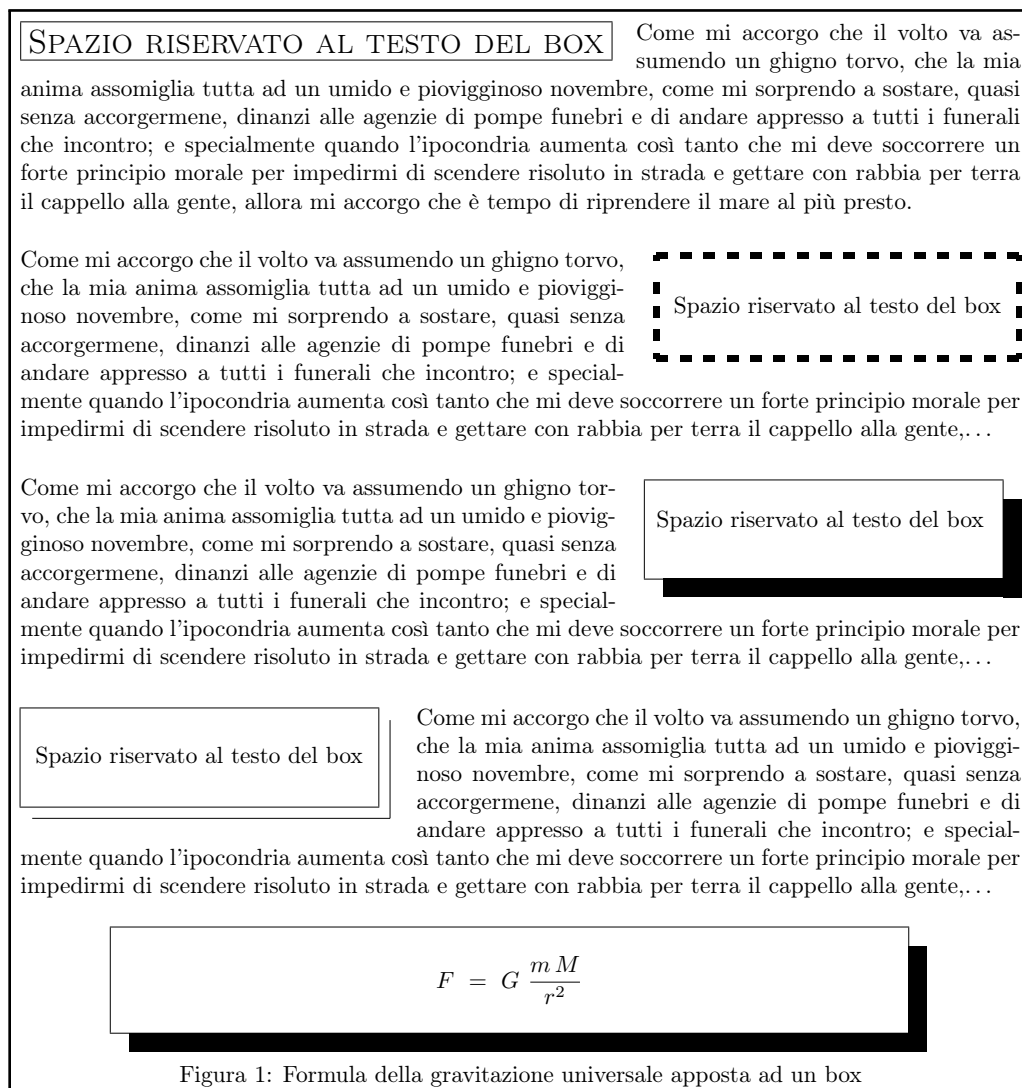 SPAZIO RISERVATO AL TESTO DEL BOX
Come mi accorgo che il volto va as-
sumendo un ghigno torvo, che la mia
anima assomiglia tutta ad un umido e piovigginoso novembre, come mi sorprendo a sostare, quasi
senza accorgermene, dinanzi alle agenzie di pompe funebri e di andare appresso a tutti i funerali
che incontro; e specialmente quando l'ipocondria aumenta così tanto che mi deve soccorrere un
forte principio morale per impedirmi di scendere risoluto in strada e gettare con rabbia per terra
il cappello alla gente, allora mi accorgo che è tempo di riprendere il mare al più presto.
Come mi accorgo che il volto va assumendo un ghigno torvo,
che la mia anima assomiglia tutta ad un umido e pioviggi-
noso novembre, come mi sorprendo a sostare, quasi senza
accorgermene, dinanzi alle agenzie di pompe funebri e di
andare appresso a tutti i funerali che incontro; e special-
Spazio riservato al testo del box
mente quando l'ipocondria aumenta così tanto che mi deve soccorrere un forte principio morale per
impedirmi di scendere risoluto in strada e gettare con rabbia per terra il cappello alla gente,...
Come mi accorgo che il volto va assumendo un ghigno tor-
vo, che la mia anima assomiglia tutta ad un umido e piovig-
ginoso novembre, come mi sorprendo a sostare, quasi senza
accorgermene, dinanzi alle agenzie di pompe funebri e di
andare appresso a tutti i funerali che incontro; e special-
Spazio riservato al testo del box
mente quando l'ipocondria aumenta così tanto che mi deve soccorrere un forte principio morale per
impedirmi di scendere risoluto in strada e gettare con rabbia per terra il cappello alla gente,...
Spazio riservato al testo del box
Come mi accorgo che il volto va assumendo un ghigno torvo,
che la mia anima assomiglia tutta ad un umido e pioviggi-
noso novembre, come mi sorprendo a sostare, quasi senza
accorgermene, dinanzi alle agenzie di pompe funebri e di
andare appresso a tutti i funerali che incontro; e special-
mente quando l'ipocondria aumenta così tanto che mi deve soccorrere un forte principio morale per
impedirmi di scendere risoluto in strada e gettare con rabbia per terra il cappello alla gente,...
F = G m M / r²
Figura 1: Formula della gravitazione universale apposta ad un box